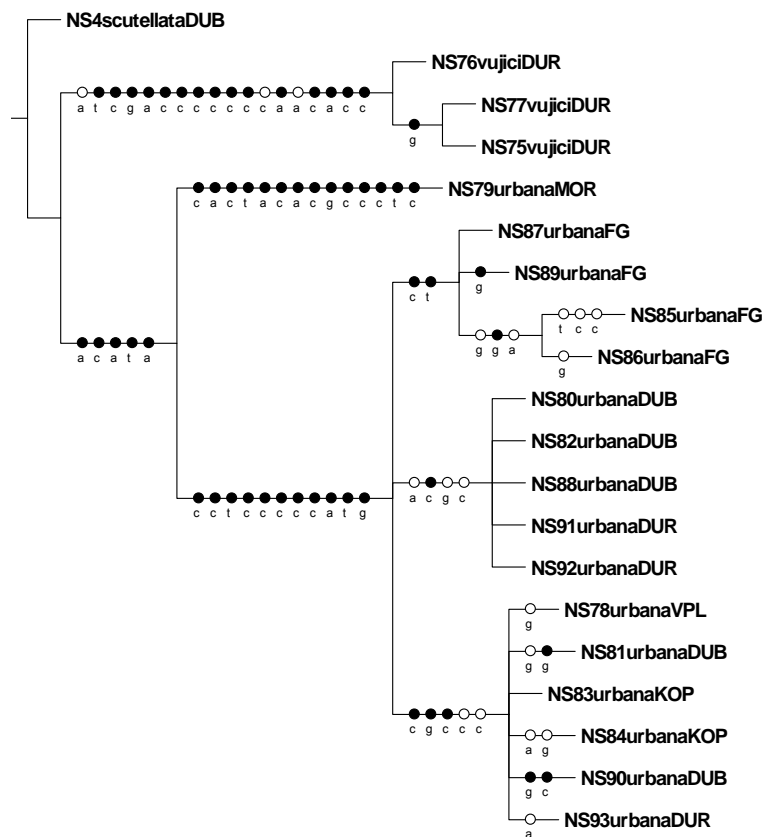 NS4scutellataDUB
NS76vujiciDUR
a t c g a c c c c c c c a a c a c c
NS77vujiciDUR
g
NS75vujiciDUR
NS79urbanaMOR
c a c t a c a c g c c c t c
NS87urbanaFG
NS89urbanaFG
c t
g
NS85urbanaFG
t c c
a c a t a
g g a
NS86urbanaFG
g
NS80urbanaDUB
NS82urbanaDUB
NS88urbanaDUB
a c g c
c c t c c c c c a t g
NS91urbanaDUR
NS92urbanaDUR
NS78urbanaVPL
g
NS81urbanaDUB
g g
NS83urbanaKOP
c g c c c
NS84urbanaKOP
a g
NS90urbanaDUB
g c
NS93urbanaDUR
a